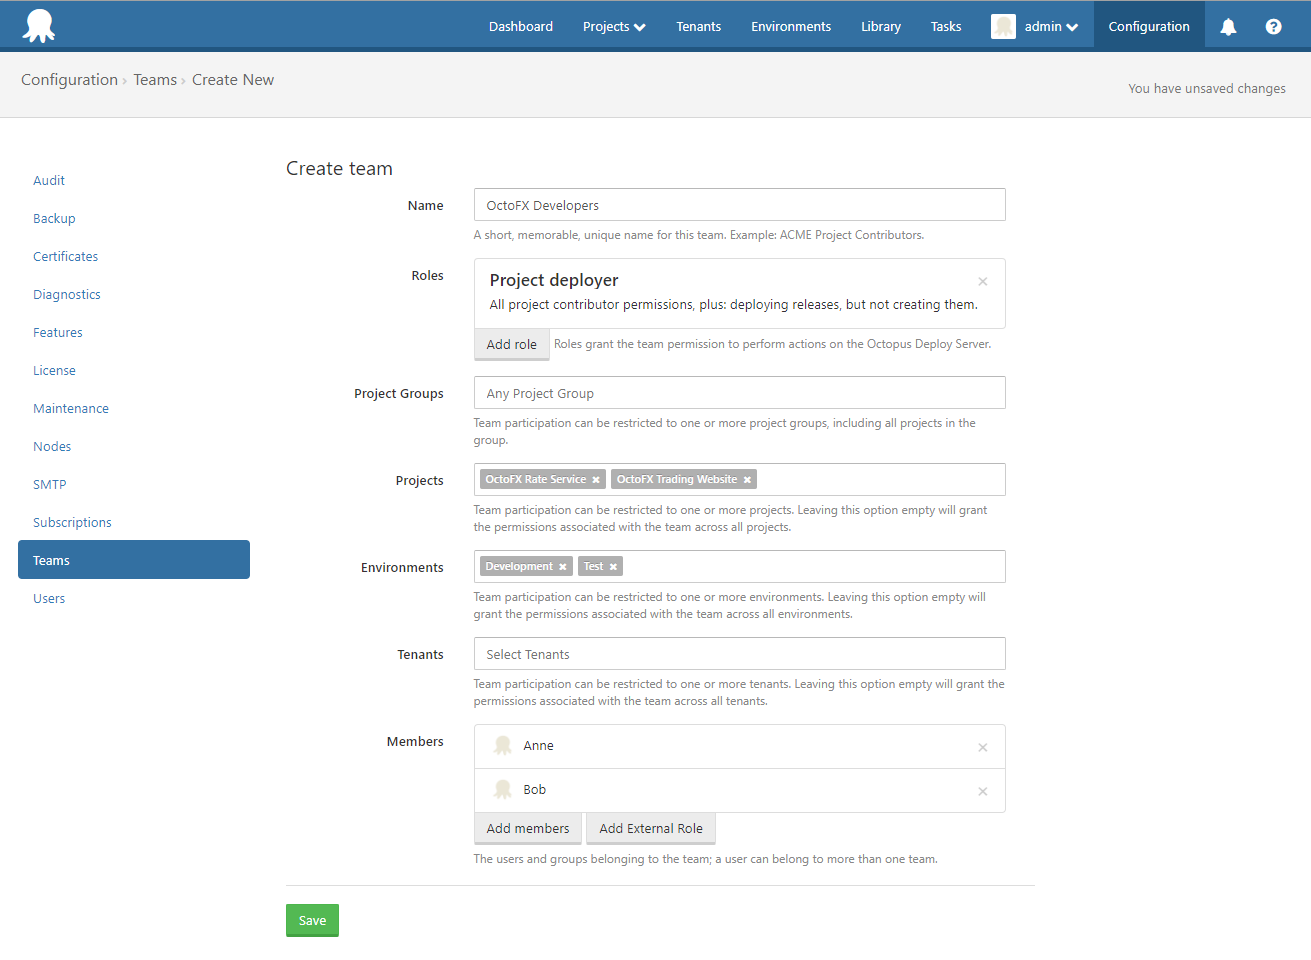 Dashboard Projects Tenants Environments Library Tasks admin Configuration
Configuration › Teams › Create New
You have unsaved changes
Audit
Backup
Certificates
Diagnostics
Features
License
Maintenance
Nodes
SMTP
Subscriptions
Teams
Users
Create team
Name
OctoFX Developers
A short, memorable, unique name for this team. Example: ACME Project Contributors.
Roles
Project deployer
All project contributor permissions, plus: deploying releases, but not creating them.
Add role
Roles grant the team permission to perform actions on the Octopus Deploy Server.
Project Groups
Any Project Group
Team participation can be restricted to one or more project groups, including all projects in the
group.
Projects
OctoFX Rate Service × OctoFX Trading Website ×
Team participation can be restricted to one or more projects. Leaving this option empty will grant
the permissions associated with the team across all projects.
Environments
Development × Test ×
Team participation can be restricted to one or more environments. Leaving this option empty will
grant the permissions associated with the team across all environments.
Tenants
Select Tenants
Team participation can be restricted to one or more tenants. Leaving this option empty will grant the
permissions associated with the team across all tenants.
Members
Anne
Bob
Add members Add External Role
The users and groups belonging to the team; a user can belong to more than one team.
Save